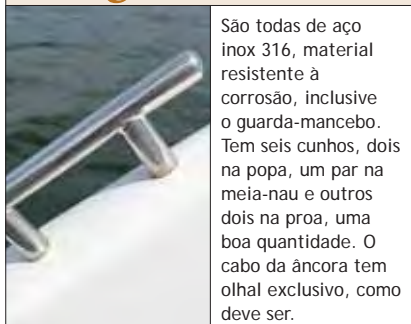 São todas de aço
inox 316, material
resistente à
corrosão, inclusive
o guarda-mancebo.
Tem seis cunhos, dois
na popa, um par na
meia-nau e outros
dois na proa, uma
boa quantidade. O
cabo da âncora tem
olhal exclusivo, como
deve ser.